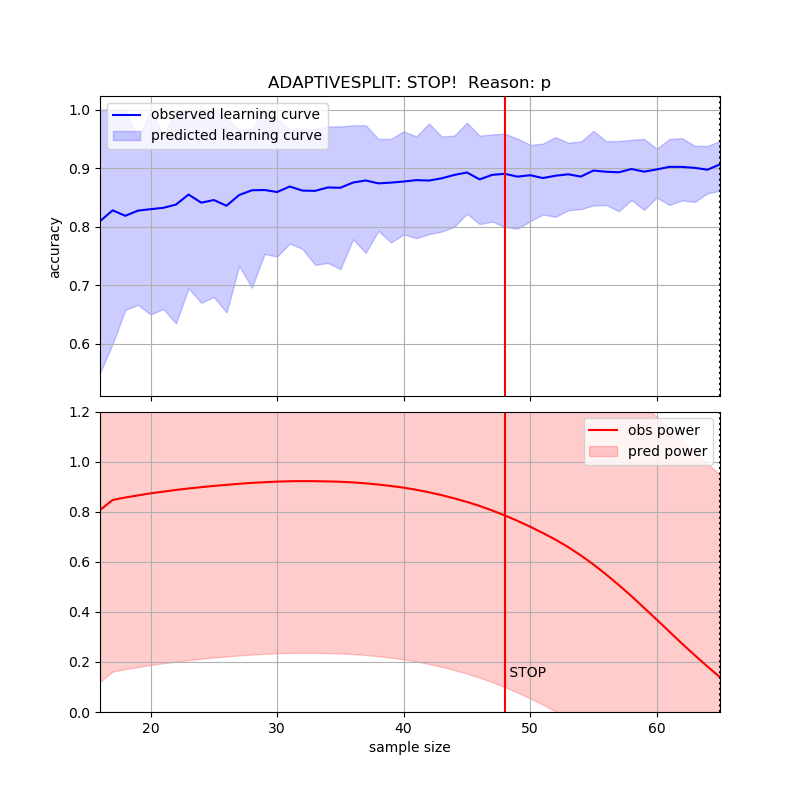 ADAPTIVESPLIT: STOP!  Reason: p
observed learning curve
predicted learning curve
1.0
0.9
0.8
0.7
0.6
accuracy
obs power
pred power
1.2
1.0
0.8
0.6
0.4
0.2
0.0
STOP
20 30 40 50 60
sample size